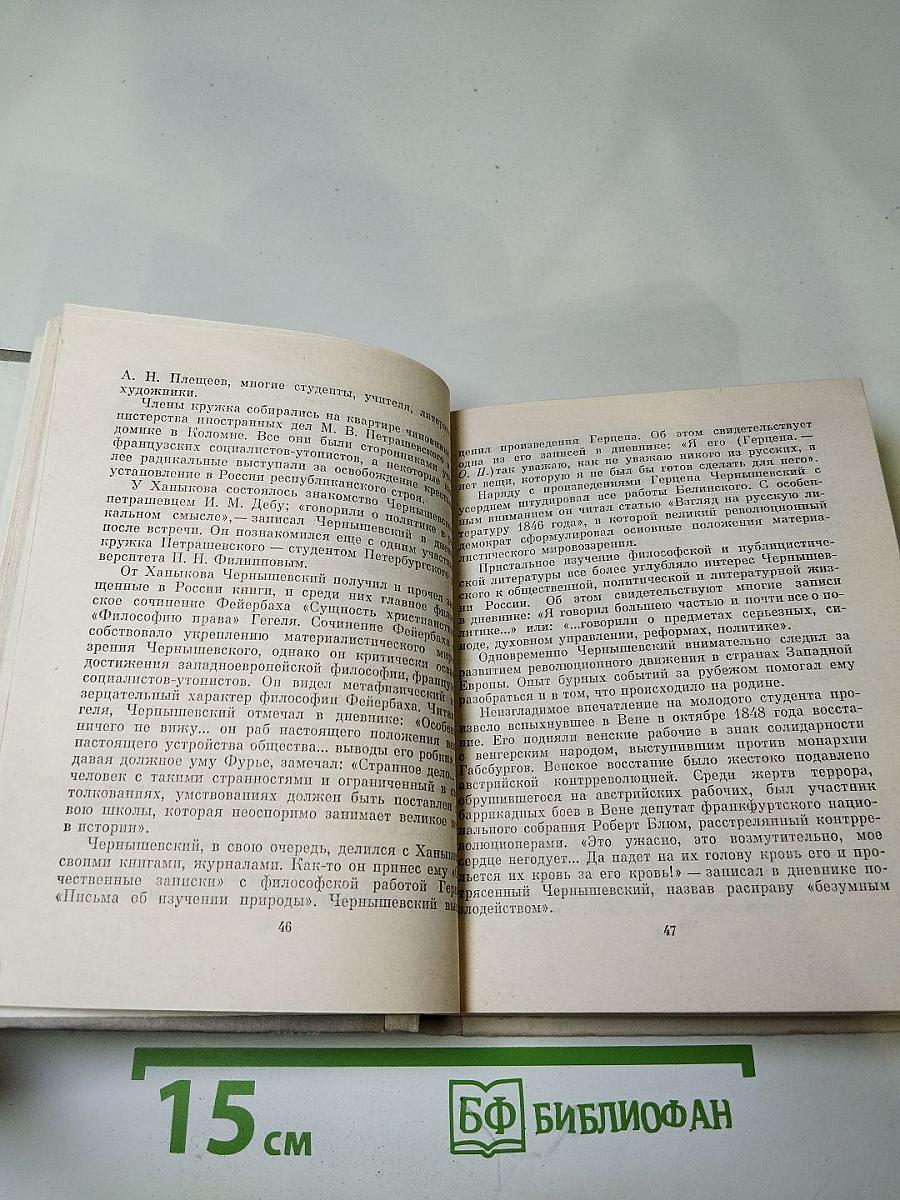 А. Н. Плещеев, многие студенты, учителя,
художники.
Члены кружка собирались на квартире
нистерства иностранных дел М. В. Петрашевского
домике в Коломне. Все они были сторонниками
французских социалистов-утопистов, а некоторые
лее радикальные выступали за освобождение
установление в России республиканского строя.
У Ханыкова состоялось знакомство
петрашевцем И. М. Дебу: «говорили о политике в
кальном смысле»,— записал Чернышевский в
после встречи. Он познакомился еще с одним
кружка Петрашевского — студентом Петербургского
верситета П. Н. Филипповым.
От Ханыкова Чернышевский получил и прочел
щенные в России книги, и среди них главное
ское сочинение Фейербаха «Сущность
«Философию права» Гегеля. Сочинение Фейербаха
собствовало укреплению материалистического
зрения Чернышевского, однако он критически
достижения западноевропейской философии,
социалистов-утопистов. Он видел метафизический
зерцательный характер философии Фейербаха.
геля, Чернышевский отмечал в дневнике:
ничего не вижу... он раб настоящего положения
настоящего устройства общества... выводы его
давая должное уму Фурье, замечал: «Странное дело...
человек с такими странностями и ограниченный в
толкованиях, умствованиях должен быть поставлен
вою школы, которая неоспоримо занимает великое
в истории».
Чернышевский, в свою очередь, делился с
своими книгами, журналами. Как-то он принес ему
чественные записки» с философской работой
«Письма об изучении природы». Чернышевский
46
ценил произведения Герцена. Об этом свидетельствует
одна из его записей в дневнике: «Я его (Герцена.—
О. П.) так уважаю, как не уважаю никого из русских, и
нет вещи, которую я не был бы готов сделать для него».
Наряду с произведениями Герцена Чернышевский с
усердием штудировал все работы Белинского. С особен-
ным вниманием он читал статью «Взгляд на русскую ли-
тературу 1846 года», в которой великий революционный
демократ сформулировал основные положения материа-
листического мировозарения.
Пристальное изучение философской и публицистиче-
ской литературы все более углубляло интерес Чернышев-
ского к общественной, политической и литературной жиз-
ни России. Об этом свидетельствуют многие записи
в дневнике: «Я говорил большею частью и почти все о по-
литике...» или: «...говорили о предметах серьезных, си-
ноде, духовном управлении, реформах, политике».
Одновременно Чернышевский внимательно следил за
развитием революционного движения в странах Западной
Европы. Опыт бурных событий за рубежом помогал ему
разобраться и в том, что происходило на родине.
Неизгладимое впечатление на молодого студента про-
извело вспыхнувшее в Вене в октябре 1848 года восста-
ние. Его подняли венские рабочие в знак солидарности
с венгерским народом, выступившим против монархии
Габсбургов. Венское восстание было жестоко подавлено
австрийской контрреволюцией. Среди жертв террора,
обрушившегося на австрийских рабочих, был участник
баррикадных боев в Вене депутат франкфуртского нацио-
нального собрания Роберт Блюм, расстрелянный контрре-
волюционерами. «Это ужасно, это возмутительно, мое
сердце негодует... Да падет на их голову кровь его и про-
льется их кровь за его кровь!» — записал в дневнике по-
трясенный Чернышевский, назвав расправу «безумным
злодейством».
47
15 см
БФ БИБЛИОФАН